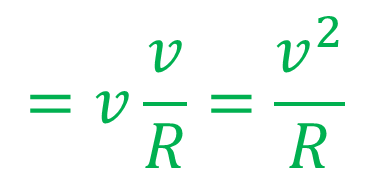 = v v/R = v²/R